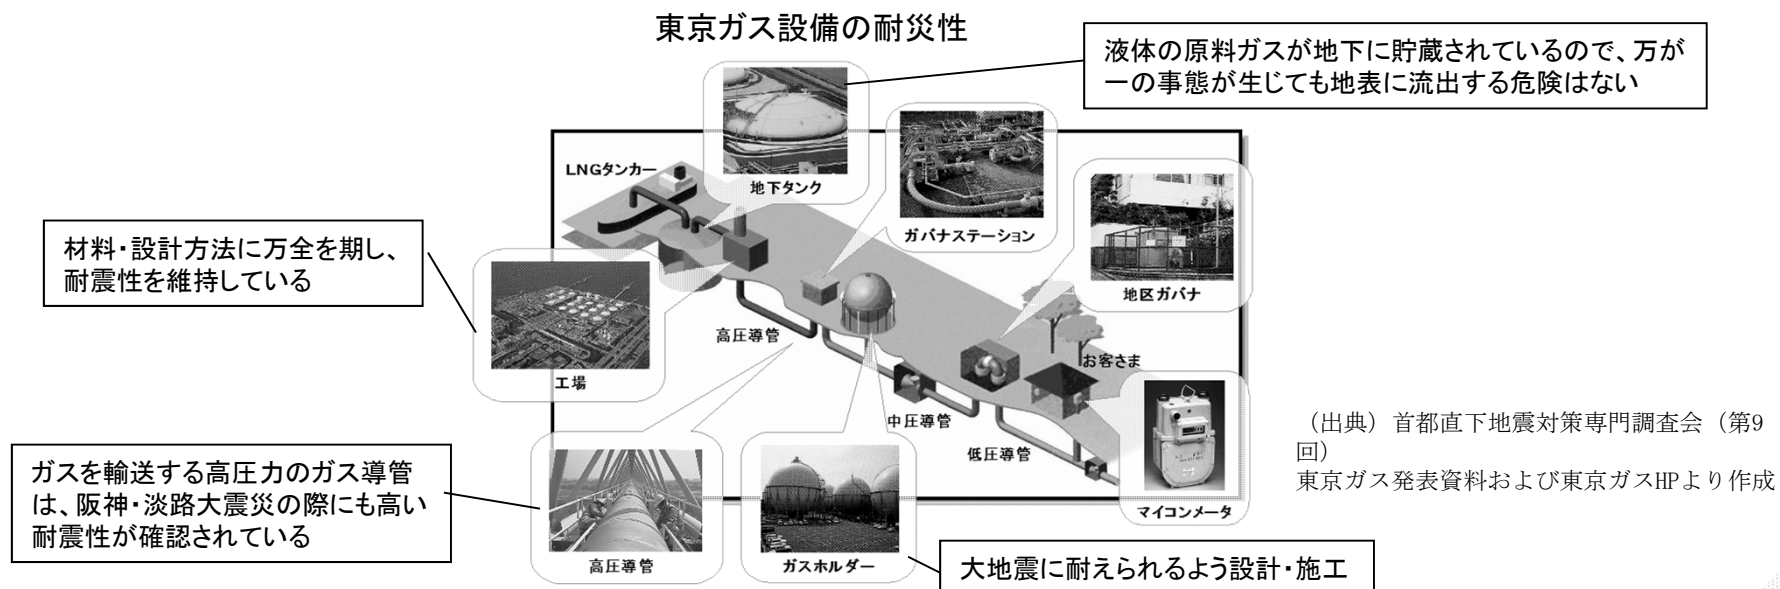 東京ガス設備の耐災性
液体の原料ガスが地下に貯蔵されているので、万が
一の事態が生じても地表に流出する危険はない
LNGタンカー
地下タンク
ガバナステーション
地区ガバナ
材料・設計方法に万全を期し、
耐震性を維持している
工場
高圧導管
お客さま
中圧導管
低圧導管
ガスを輸送する高圧力のガス導管
は、阪神・淡路大震災の際にも高い
耐震性が確認されている
高圧導管
ガスホルダー
マイコンメータ
大地震に耐えられるよう設計・施工
（出典）首都直下地震対策専門調査会（第9
回）
東京ガス発表資料および東京ガスHPより作成